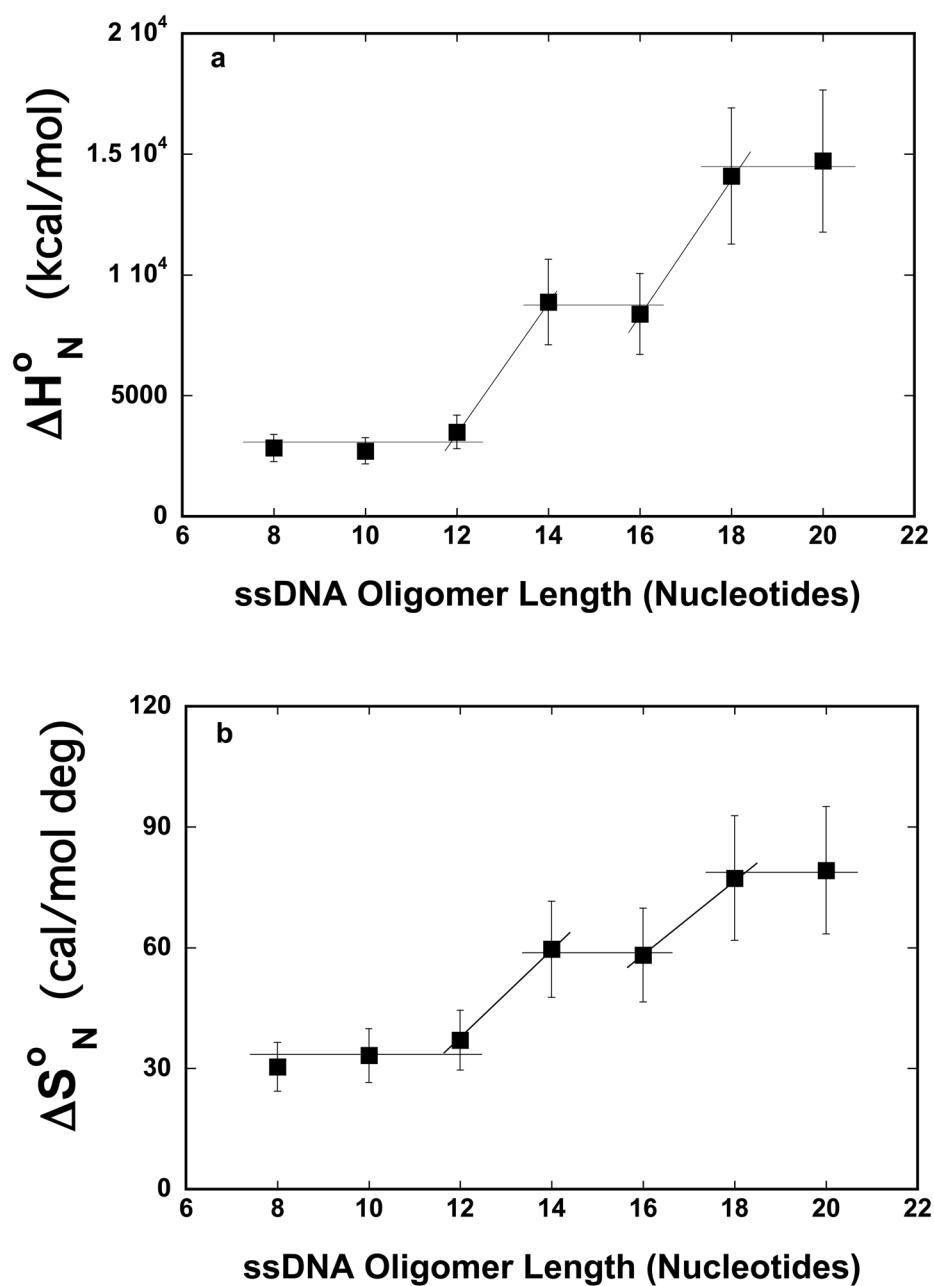 a
2 10⁴
1.5 10⁴
1 10⁴
5000
0
ΔH°N (kcal/mol)
6 8 10 12 14 16 18 20 22
ssDNA Oligomer Length (Nucleotides)
b
120
90
60
30
0
ΔS°N (cal/mol deg)
6 8 10 12 14 16 18 20 22
ssDNA Oligomer Length (Nucleotides)